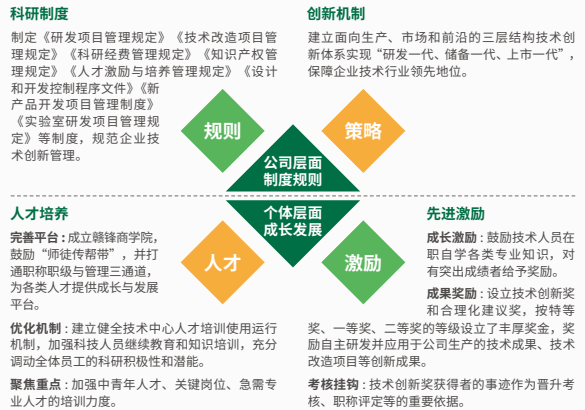 科研制度
制定《研发项目管理规定》《技术改造项目管
理规定》《科研经费管理规定》《知识产权管
理规定》《人才激励与培养管理规定》《设计
和开发控制程序文件》《新
产品开发项目管理制度》
《实验室研发项目管理规
定》等制度，规范企业技
术创新管理。
创新机制
建立面向生产、市场和前沿的三层结构技术创
新体系实现“研发一代、储备一代、上市一代”，
保障企业技术行业领先地位。
规则
策略
公司层面
制度规则
个体层面
成长发展
人才
激励
人才培养
完善平台：成立赣锋商学院，
鼓励“师徒传帮带”，并打
通职称职级与管理三通道，
为各类人才提供成长与发展
平台。
优化机制：建立健全技术中心人才培训使用运行
机制，加强科技人员继续教育和知识培训，充分
调动全体员工的科研积极性和潜能。
聚焦重点：加强中青年人才、关键岗位、急需专
业人才的培训力度。
先进激励
成长激励：鼓励技术人员在
职自学各类专业知识，对
有突出成绩者给予奖励。
成果奖励：设立技术创新奖
和合理化建议奖，按特等
奖、一等奖、二等奖的等级设立了丰厚奖金，奖
励自主研发并应用于公司生产的技术成果、技术
改造项目等创新成果。
考核挂钩：技术创新奖获得者的事迹作为晋升考
核、职称评定等的重要依据。